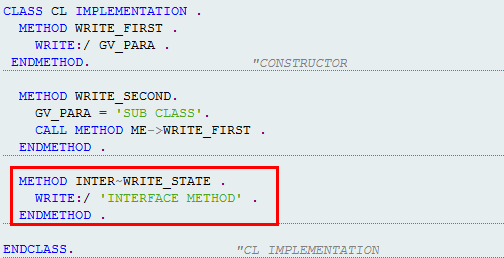 CLASS CL IMPLEMENTATION .
METHOD WRITE_FIRST .
WRITE:/ GV_PARA .
ENDMETHOD. "CONSTRUCTOR
METHOD WRITE_SECOND.
GV_PARA = 'SUB CLASS'.
CALL METHOD ME->WRITE_FIRST .
ENDMETHOD .
METHOD INTER~WRITE_STATE .
WRITE:/ 'INTERFACE METHOD' .
ENDMETHOD .
ENDCLASS. "CL IMPLEMENTATION